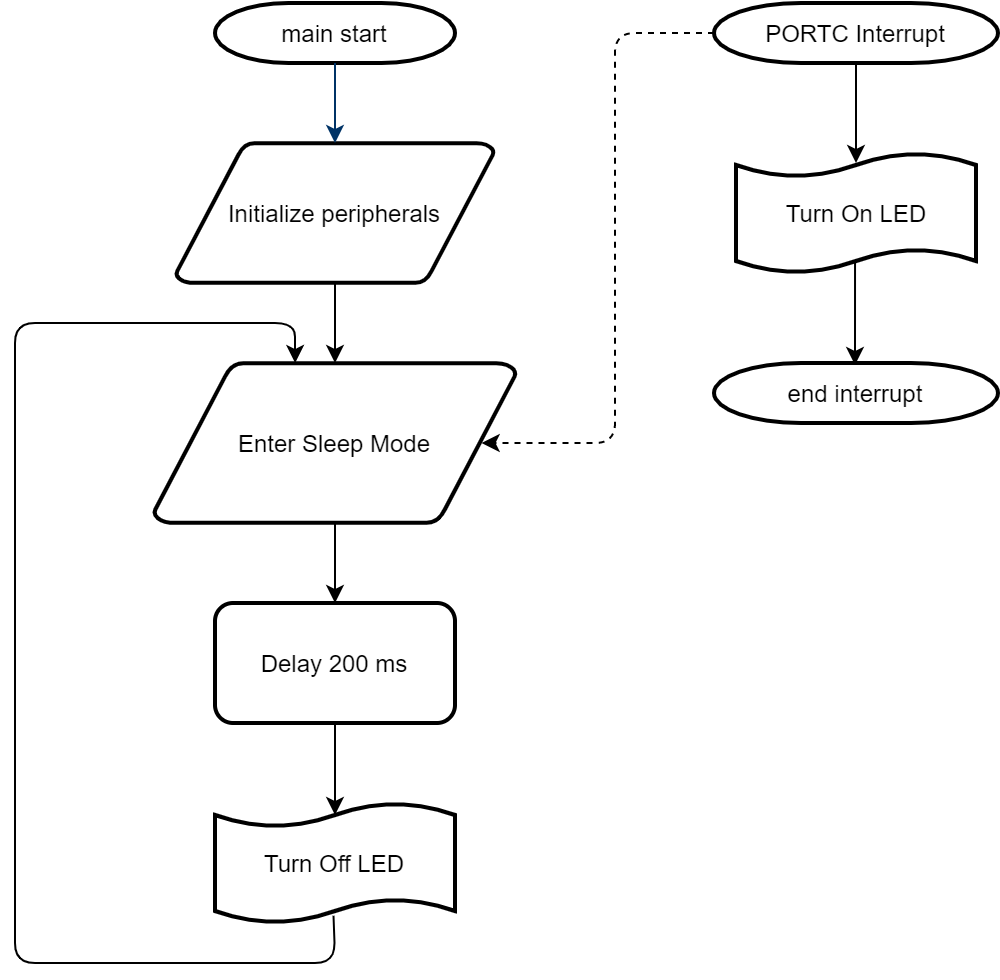 main start
PORTC Interrupt
Initialize peripherals
Turn On LED
Enter Sleep Mode
end interrupt
Delay 200 ms
Turn Off LED